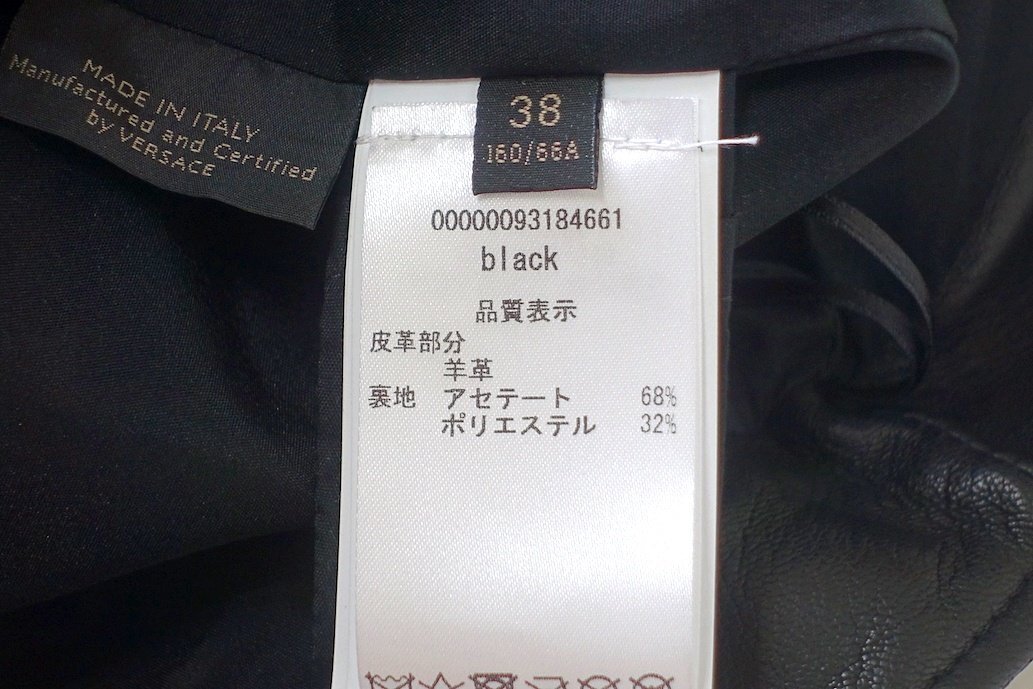 MADE IN ITALY
Manufactured and Certified
by VERSACE
38
160/66A
00000093184661
black
品質表示
皮革部分
羊革
裏地 アセテート 68%
ポリエステル 32%